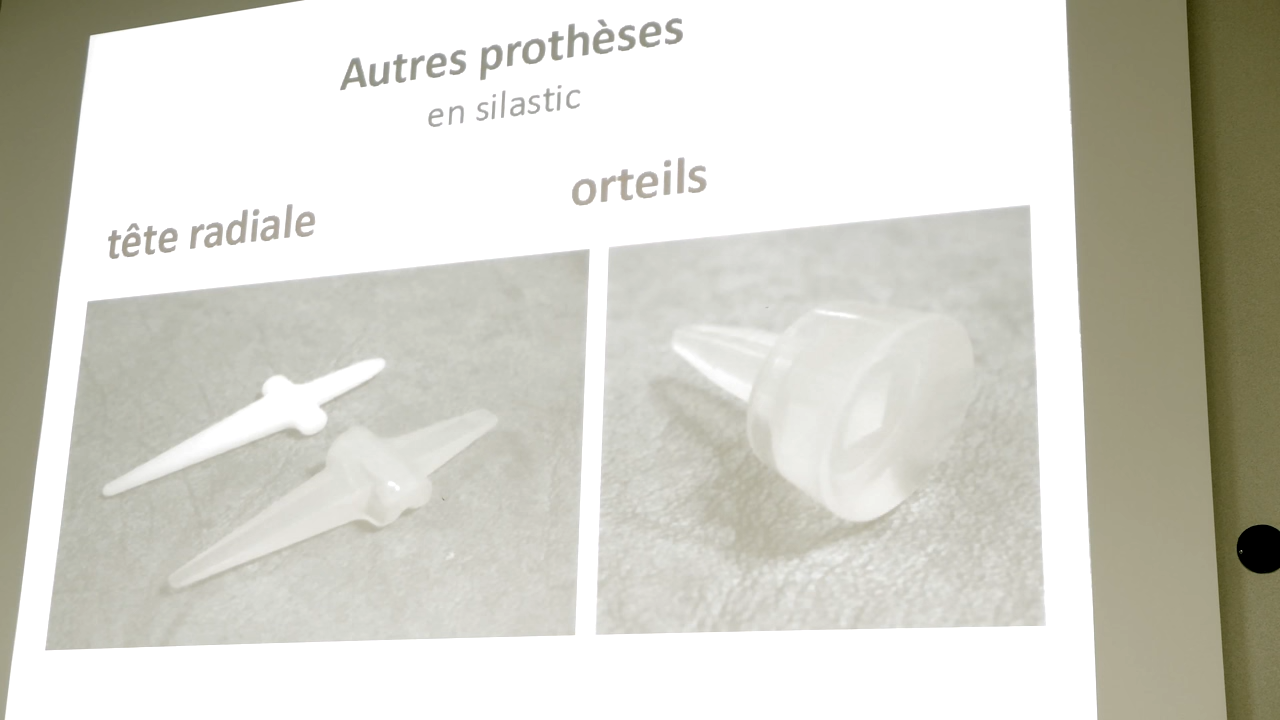 Autres prothèses
en silastic
tête radiale
orteils